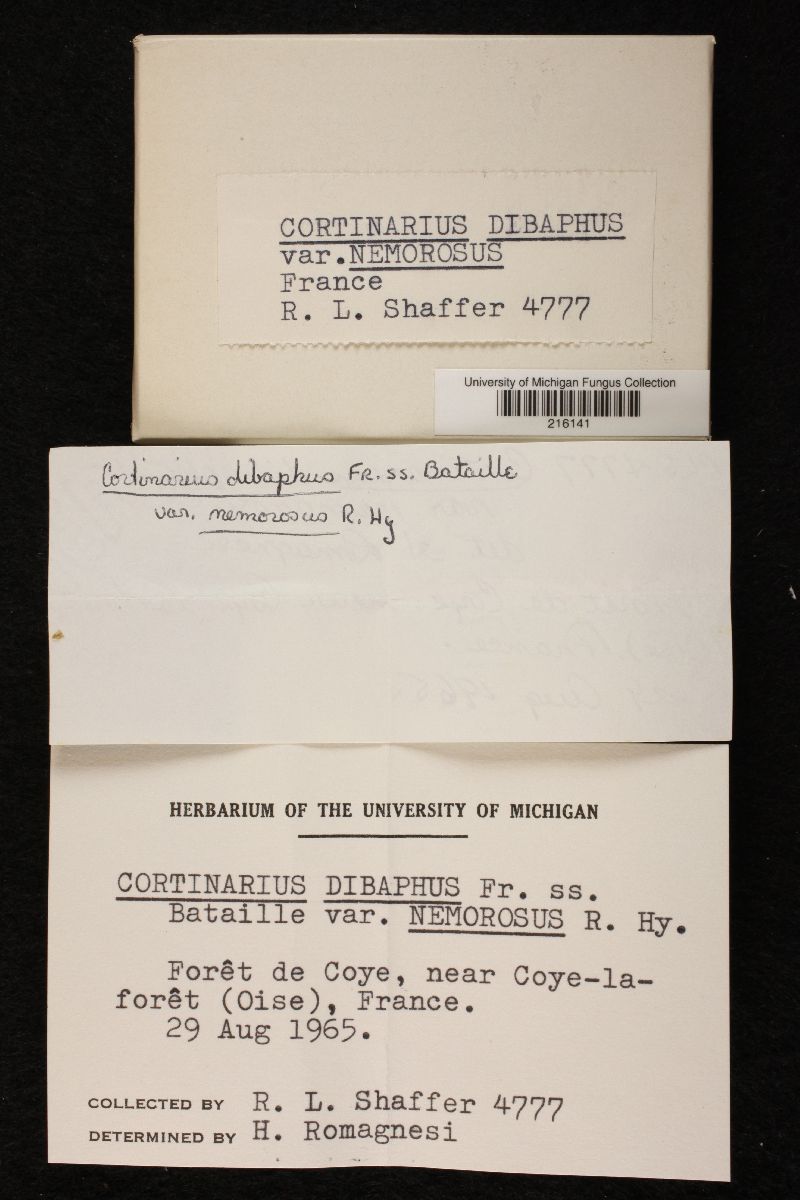 CORTINARIUS DIBAPHUS
var. NEMOROSUS
France
R. L. Shaffer 4777
University of Michigan Fungus Collection
216141
Cortinarius dibaphus Fr. ss. Bataille
var. nemorosus R. Hy
HERBARIUM OF THE UNIVERSITY OF MICHIGAN
CORTINARIUS DIBAPHUS Fr. ss.
Bataille var. NEMOROSUS R. Hy.
Forêt de Coye, near Coye-la-
forêt (Oise), France.
29 Aug 1965.
COLLECTED BY R. L. Shaffer 4777
DETERMINED BY H. Romagnesi